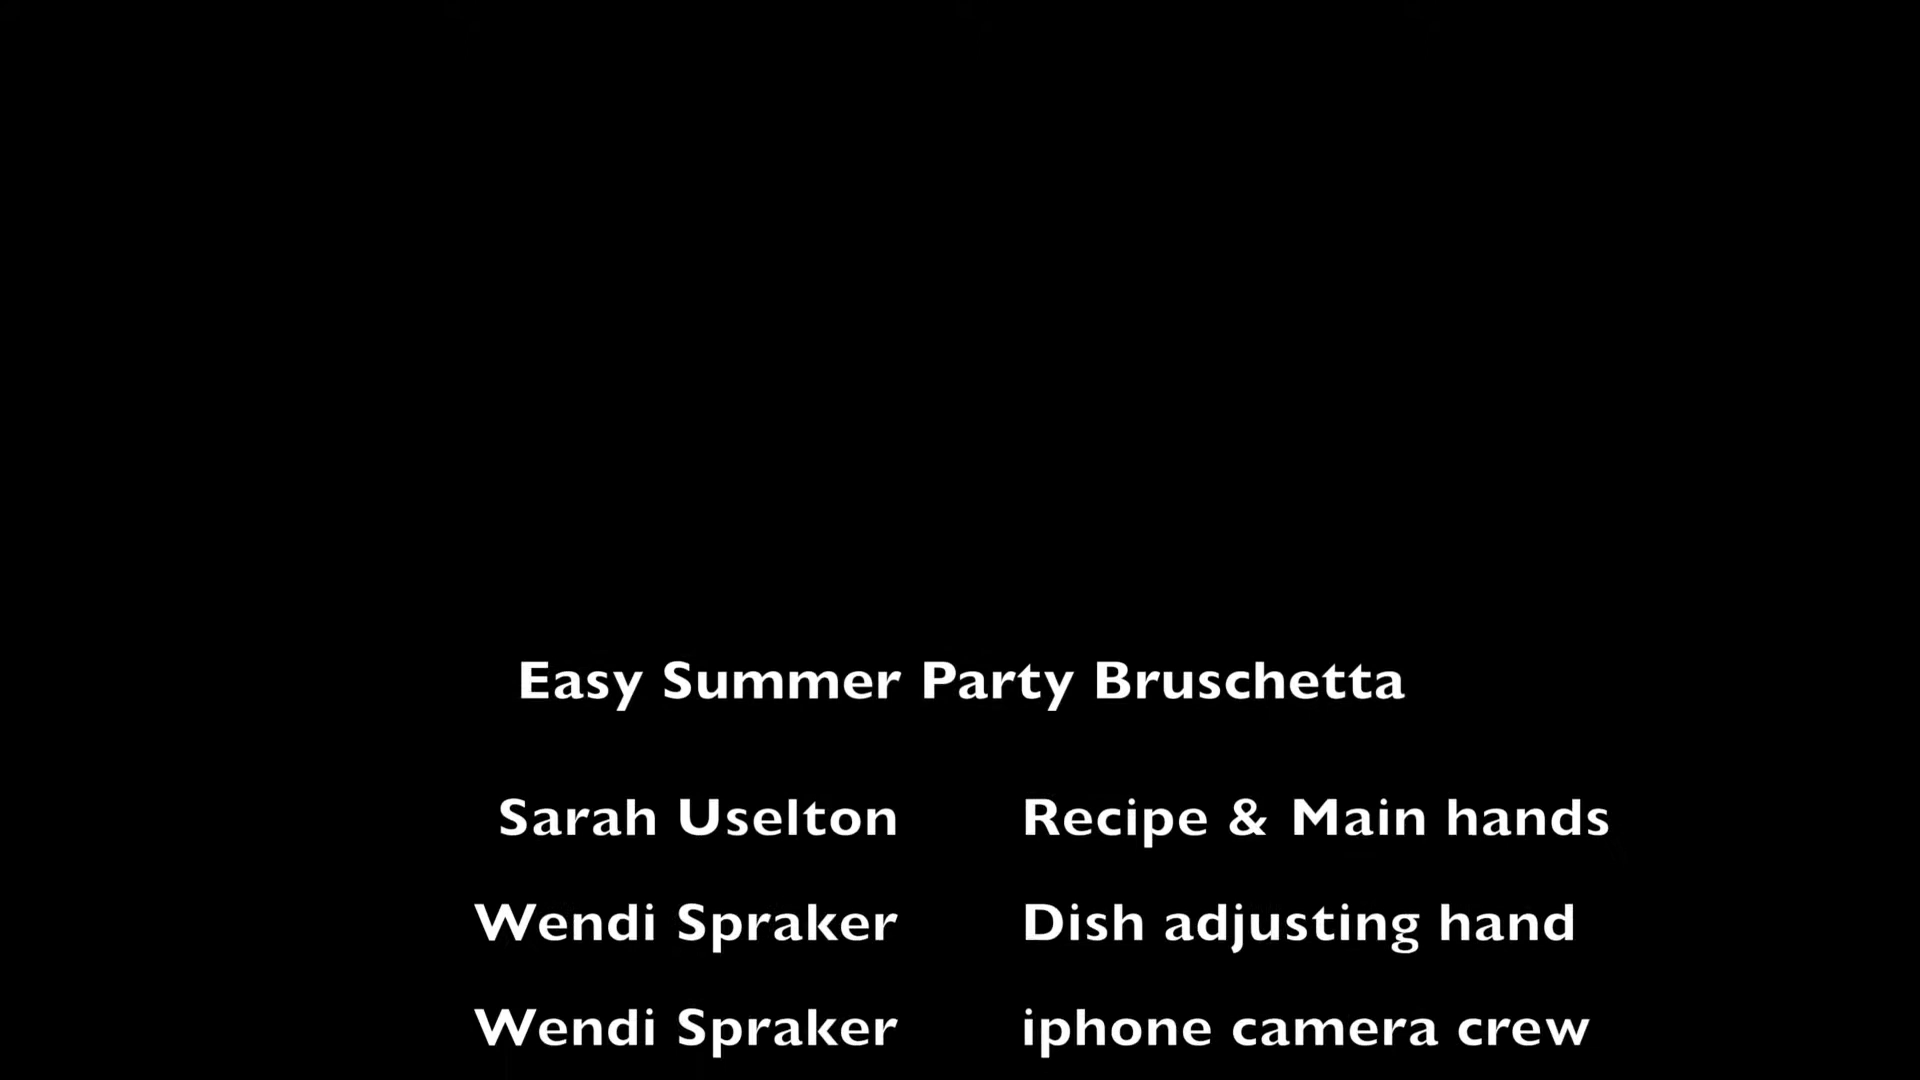 Easy Summer Party Bruschetta
Sarah Uselton Recipe & Main hands
Wendi Spraker Dish adjusting hand
Wendi Spraker iphone camera crew